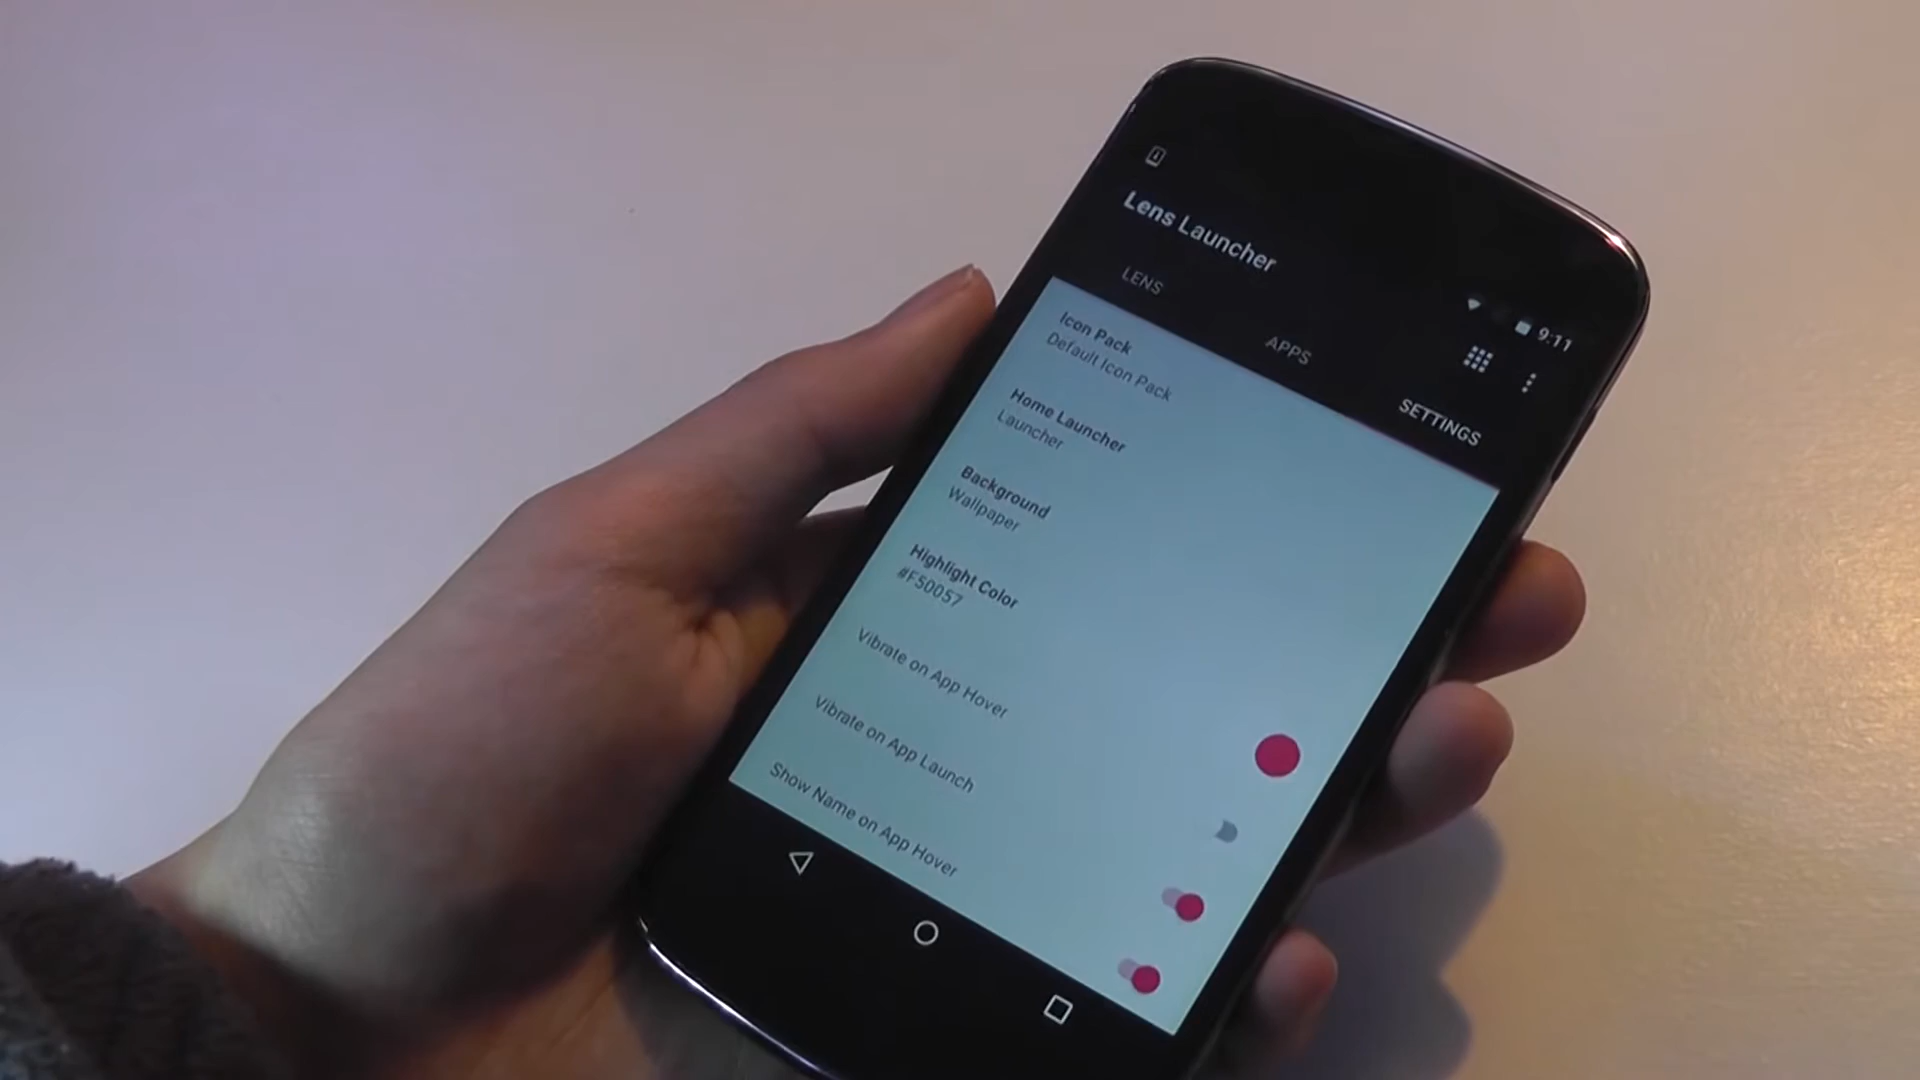 9:11
Lens Launcher
LENS
APPS
SETTINGS
Icon Pack
Default Icon Pack
Home Launcher
Launcher
Background
Wallpaper
Highlight Color
#F50057
Vibrate on App Hover
Vibrate on App Launch
Show Name on App Hover